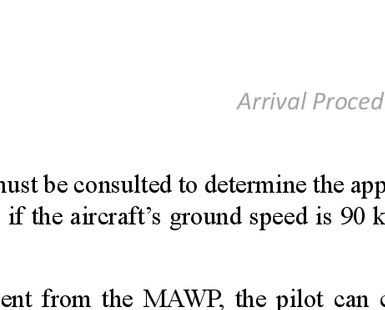 Arrival Proced
must be consulted to determine the app
if the aircraft’s ground speed is 90 k
ent from the MAWP, the pilot can c